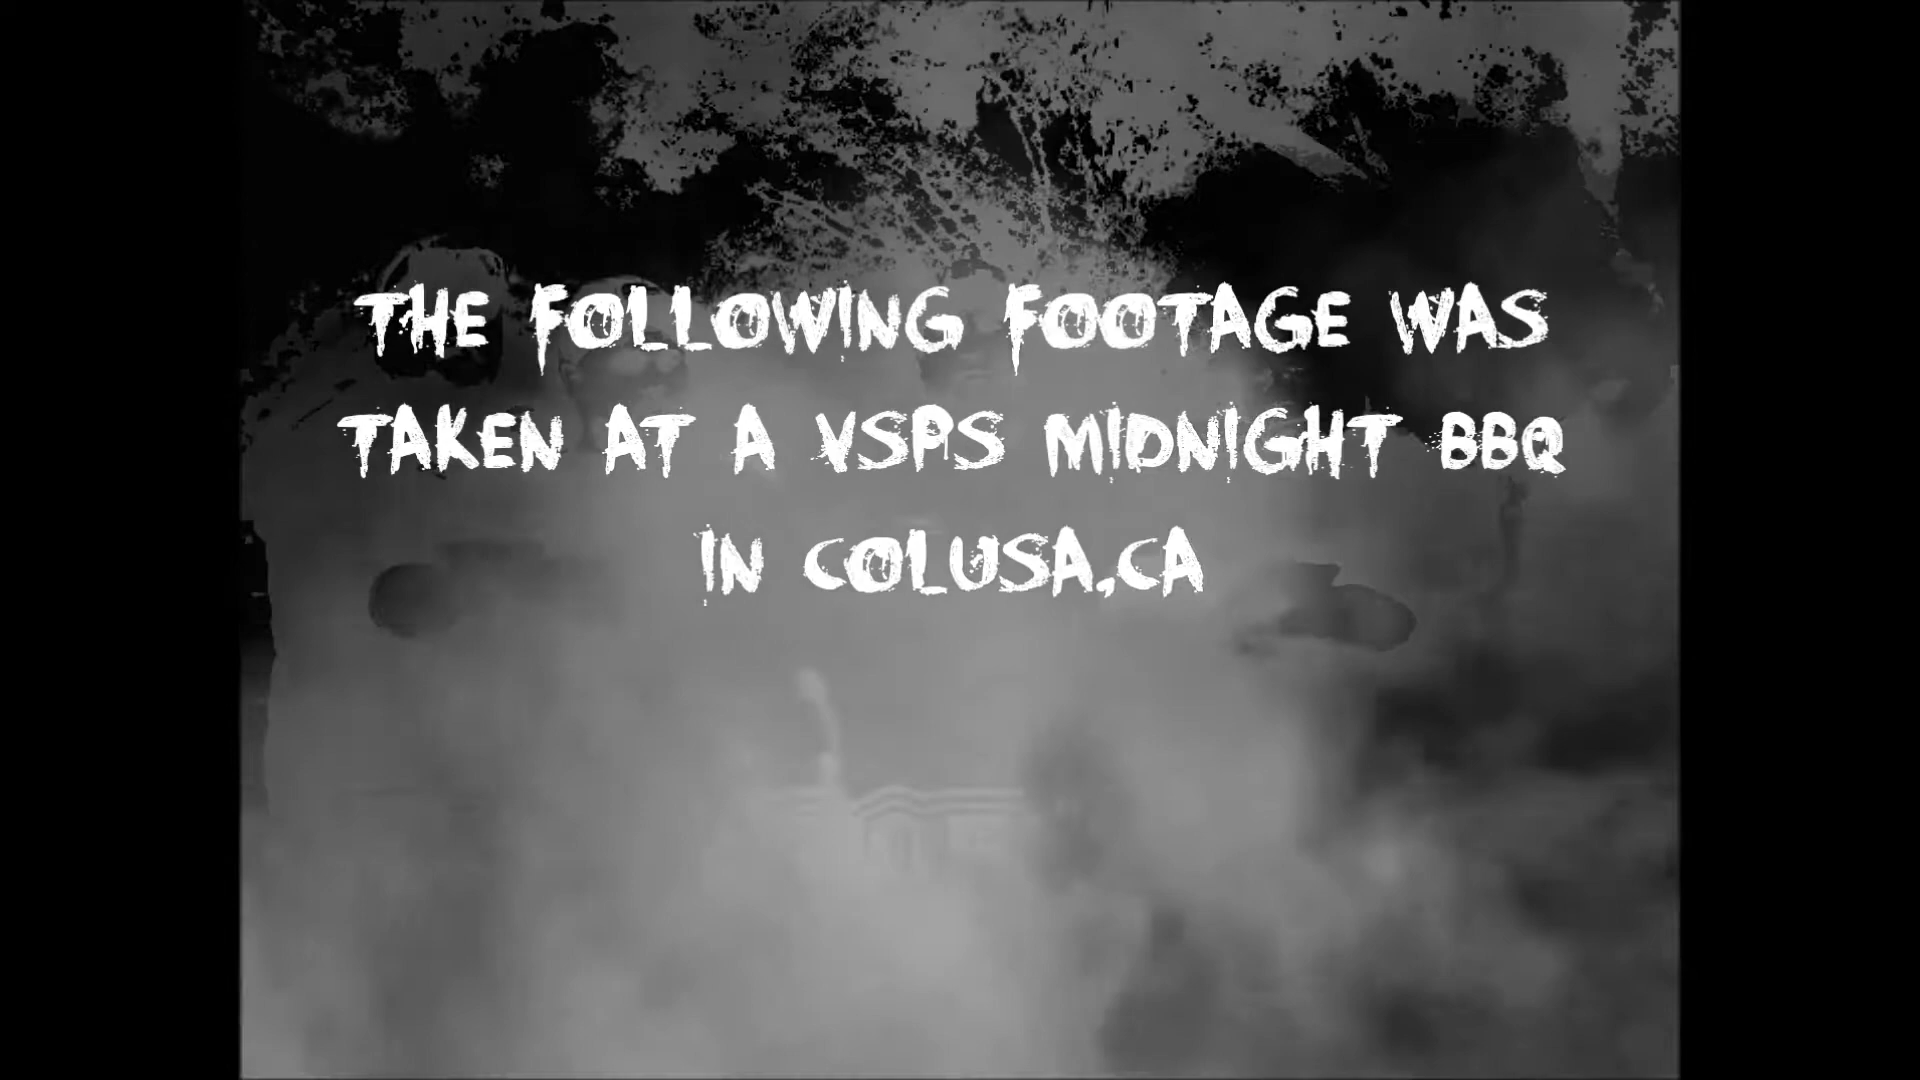 THE FOLLOWING FOOTAGE WAS
TAKEN AT A VSPS MIDNIGHT BBQ
IN COLUSA,CA